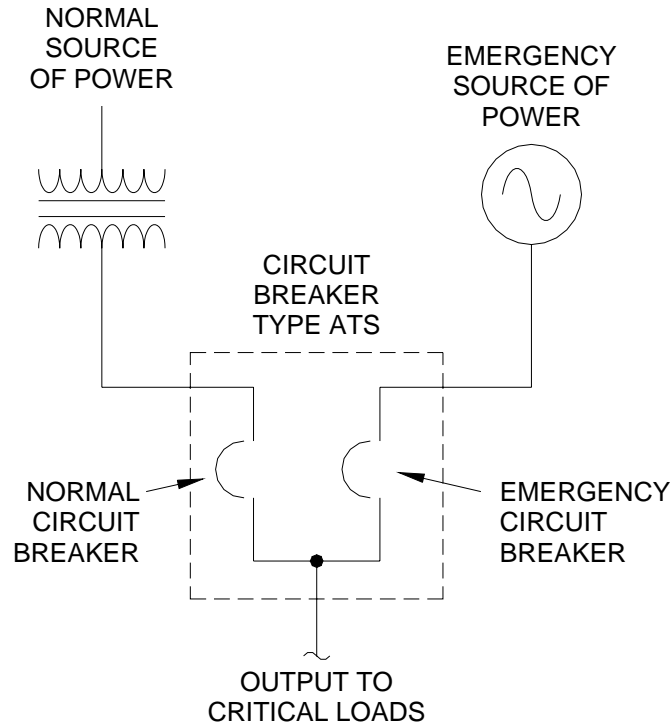 NORMAL
SOURCE
OF POWER
EMERGENCY
SOURCE OF
POWER
CIRCUIT
BREAKER
TYPE ATS
NORMAL
CIRCUIT
BREAKER
EMERGENCY
CIRCUIT
BREAKER
OUTPUT TO
CRITICAL LOADS